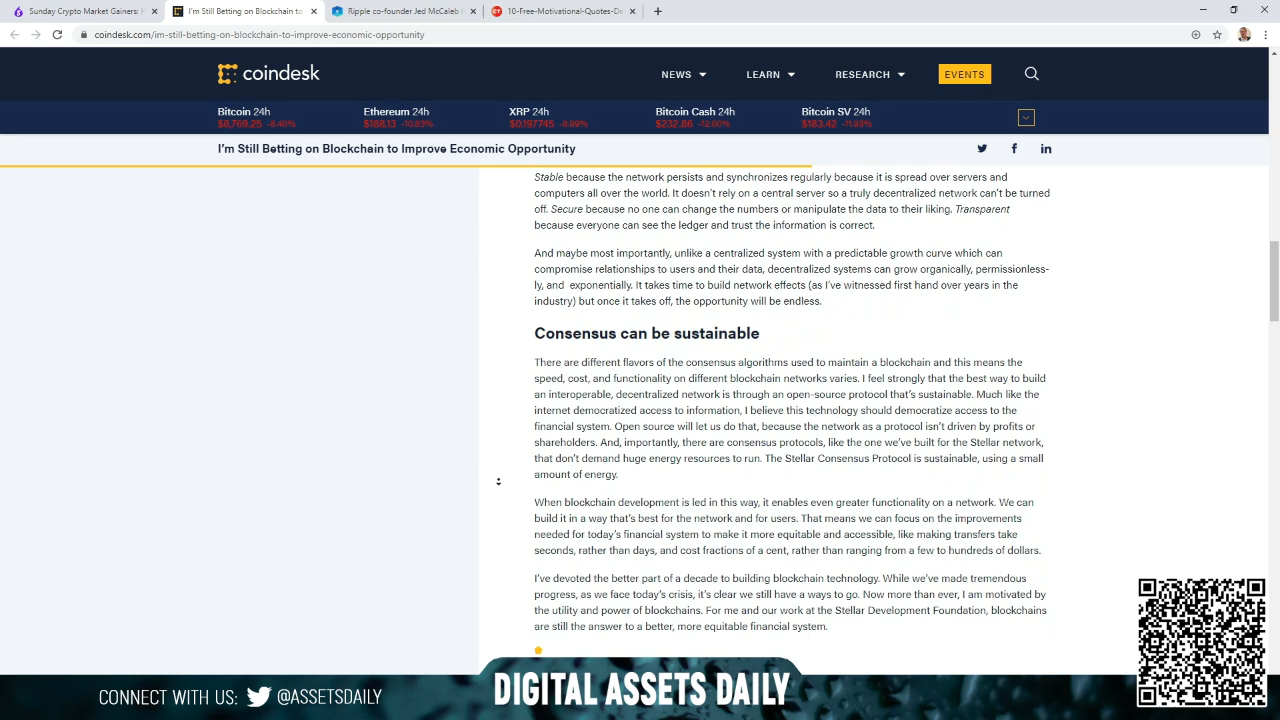 Sunday Crypto Market Gainers: H
I'm Still Betting on Blockchain to
Ripple co-founder Jed McCaleb H
10-Free-Motivational-Quotes-De
coindesk.com/im-still-betting-on-blockchain-to-improve-economic-opportunity
coindesk
NEWS
LEARN
RESEARCH
EVENTS
Bitcoin 24h
$8,769.25 -8.40%
Ethereum 24h
$188.13 -10.83%
XRP 24h
$0.197745 -8.99%
Bitcoin Cash 24h
$232.86 -12.00%
Bitcoin SV 24h
$183.42 -11.93%
I'm Still Betting on Blockchain to Improve Economic Opportunity
Stable because the network persists and synchronizes regularly because it is spread over servers and
computers all over the world. It doesn't rely on a central server so a truly decentralized network can't be turned
off. Secure because no one can change the numbers or manipulate the data to their liking. Transparent
because everyone can see the ledger and trust the information is correct.
And maybe most importantly, unlike a centralized system with a predictable growth curve which can
compromise relationships to users and their data, decentralized systems can grow organically, permissionless-
ly, and exponentially. It takes time to build network effects (as I've witnessed first hand over years in the
industry) but once it takes off, the opportunity will be endless.
Consensus can be sustainable
There are different flavors of the consensus algorithms used to maintain a blockchain and this means the
speed, cost, and functionality on different blockchain networks varies. I feel strongly that the best way to build
an interoperable, decentralized network is through an open-source protocol that's sustainable. Much like the
internet democratized access to information, I believe this technology should democratize access to the
financial system. Open source will let us do that, because the network as a protocol isn't driven by profits or
shareholders. And, importantly, there are consensus protocols, like the one we've built for the Stellar network,
that don't demand huge energy resources to run. The Stellar Consensus Protocol is sustainable, using a small
amount of energy.
When blockchain development is led in this way, it enables even greater functionality on a network. We can
build it in a way that's best for the network and for users. That means we can focus on the improvements
needed for today's financial system to make it more equitable and accessible, like making transfers take
seconds, rather than days, and cost fractions of a cent, rather than ranging from a few to hundreds of dollars.
I've devoted the better part of a decade to building blockchain technology. While we've made tremendous
progress, as we face today's crisis, it's clear we still have a ways to go. Now more than ever, I am motivated by
the utility and power of blockchains. For me and our work at the Stellar Development Foundation, blockchains
are still the answer to a better, more equitable financial system.
CONNECT WITH US: @ASSETSDAILY
DIGITAL ASSETS DAILY